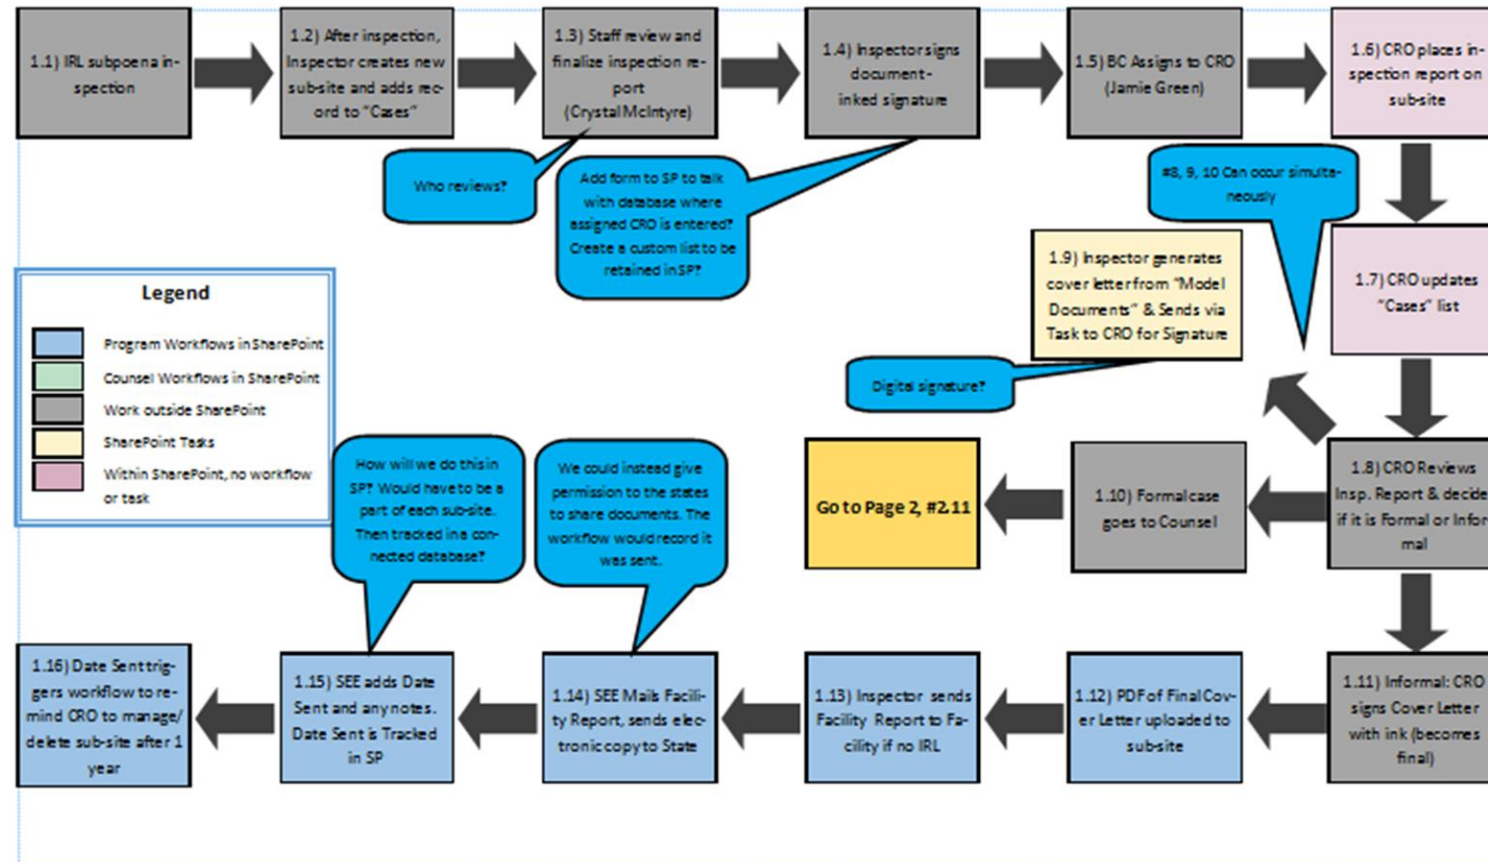 1.1) IRL subpoena in-
spection
1.2) After inspection,
Inspector creates new
sub-site and adds rec-
ord to “Cases”
1.3) Staff review and
finalize inspection re-
port
(Crystal McIntyre)
1.4) Inspector signs
document-
inked signature
1.5) BC Assigns to CRO
(Jamie Green)
1.6) CRO places in-
spection report on
sub-site
Who reviews?
Add form to SP to talk
with database where
assigned CRO is entered?
Create a custom list to be
retained in SP?
#8, 9, 10 Can occur simulta-
neously
1.9) Inspector generates
cover letter from “Model
Documents” & Sends via
Task to CRO for Signature
1.7) CRO updates
“Cases” list
Digital signature?
Legend
Program Workflows in SharePoint
Counsel Workflows in SharePoint
Work outside SharePoint
SharePoint Tasks
Within SharePoint, no workflow
or task
How will we do this in
SP? Would have to be a
part of each sub-site.
Then tracked in a con-
nected database?
We could instead give
permission to the states
to share documents. The
workflow would record it
was sent.
Go to Page 2, #2.11
1.10) Formal case
goes to Counsel
1.8) CRO Reviews
Insp. Report & decide
if it is Formal or Infor-
mal
1.16) Date Sent trig-
gers workflow to re-
mind CRO to manage/
delete sub-site after 1
year
1.15) SEE adds Date
Sent and any notes.
Date Sent is Tracked
in SP
1.14) SEE Mails Facili-
ty Report, sends elec-
tronic copy to State
1.13) Inspector sends
Facility Report to Fa-
cility if no IRL
1.12) PDF of Final Cov-
er Letter uploaded to
sub-site
1.11) Informal: CRO
signs Cover Letter
with ink (becomes
final)